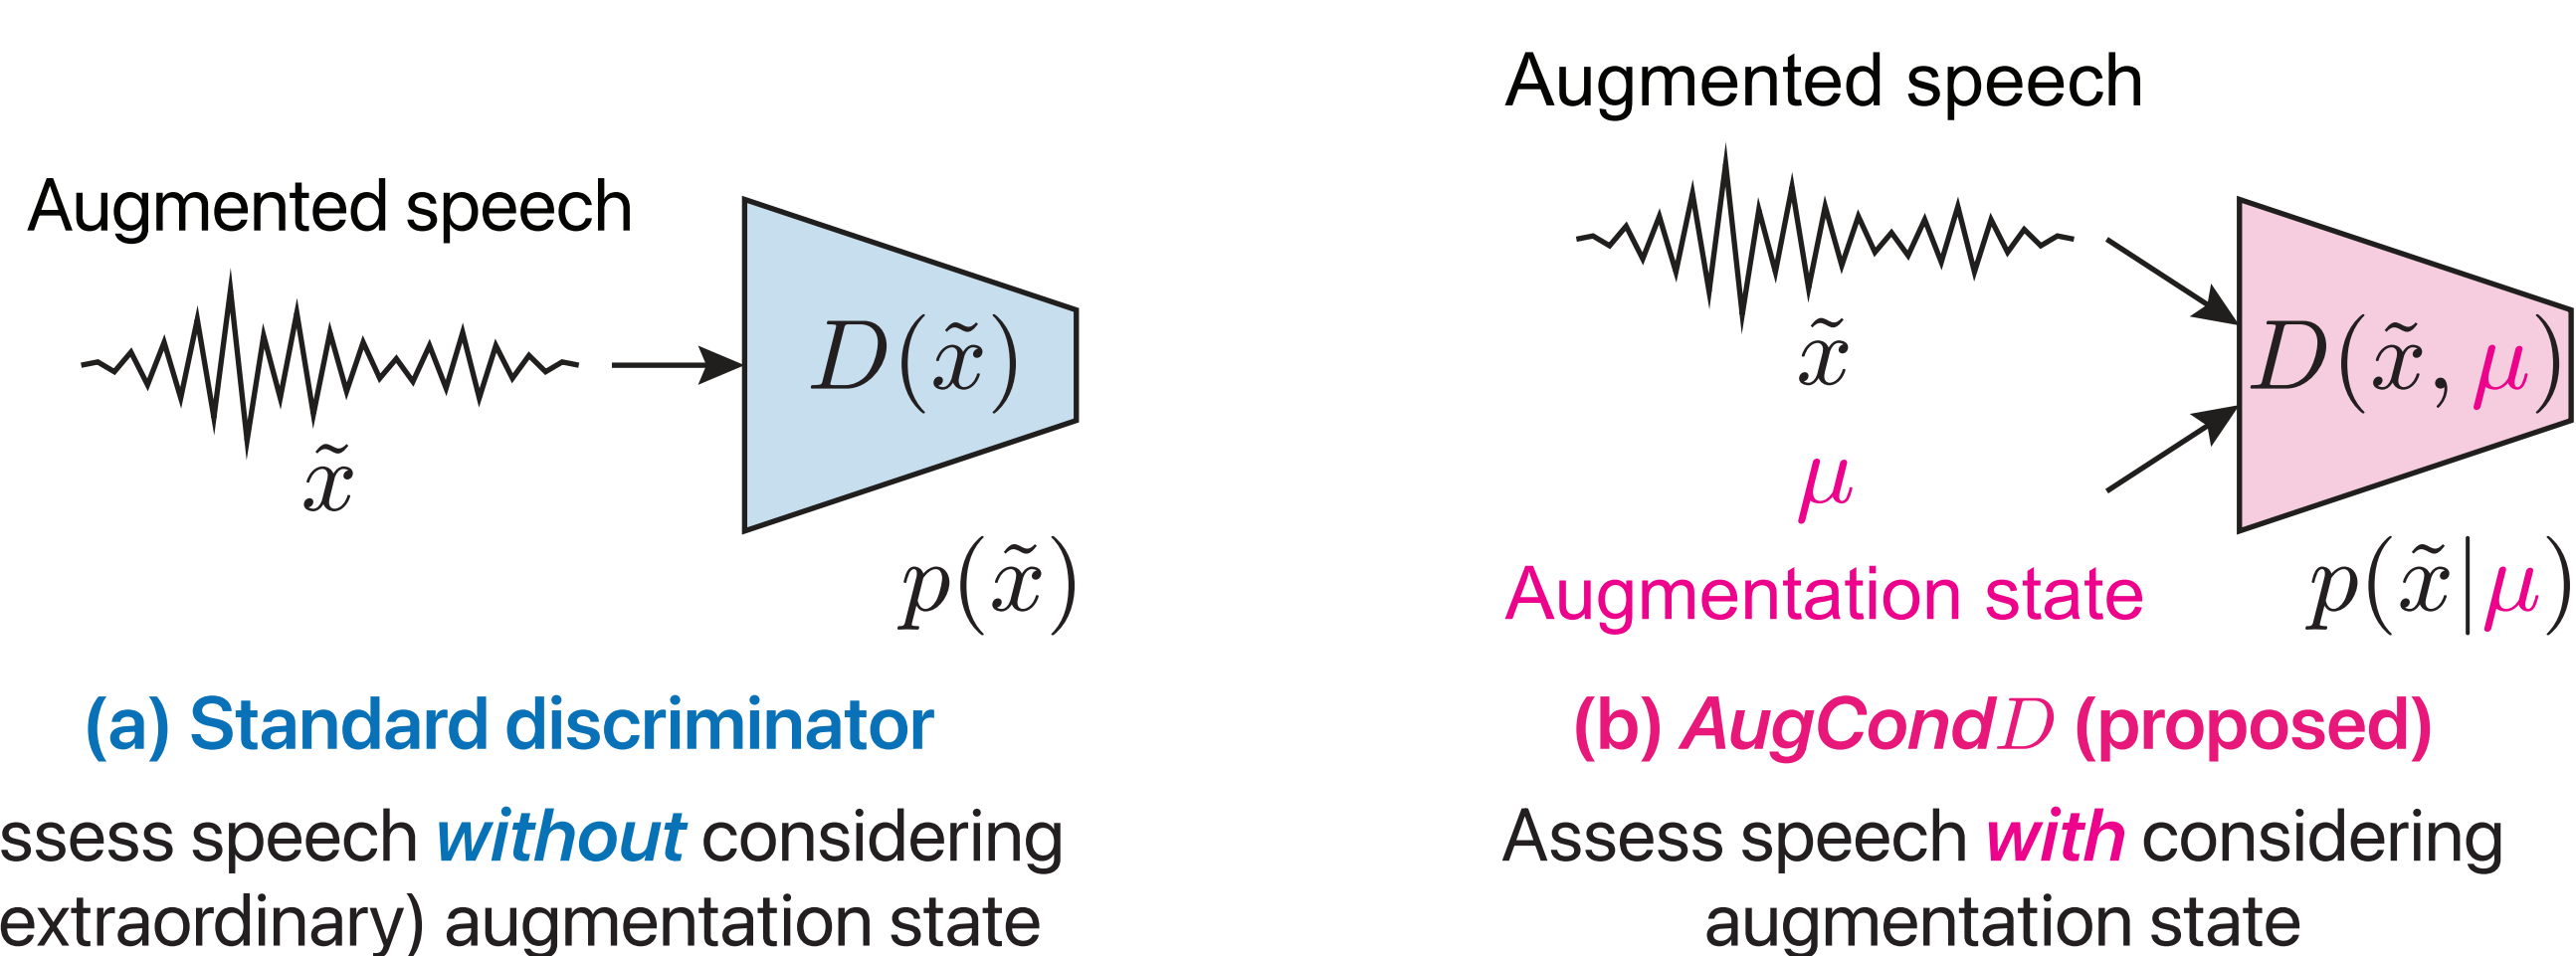 Augmented speech
x̃
D(x̃)
p(x̃)
(a) Standard discriminator
ssess speech without considering
extraordinary) augmentation state
Augmented speech
x̃
μ
Augmentation state
D(x̃, μ)
p(x̃|μ)
(b) AugCondD (proposed)
Assess speech with considering
augmentation state